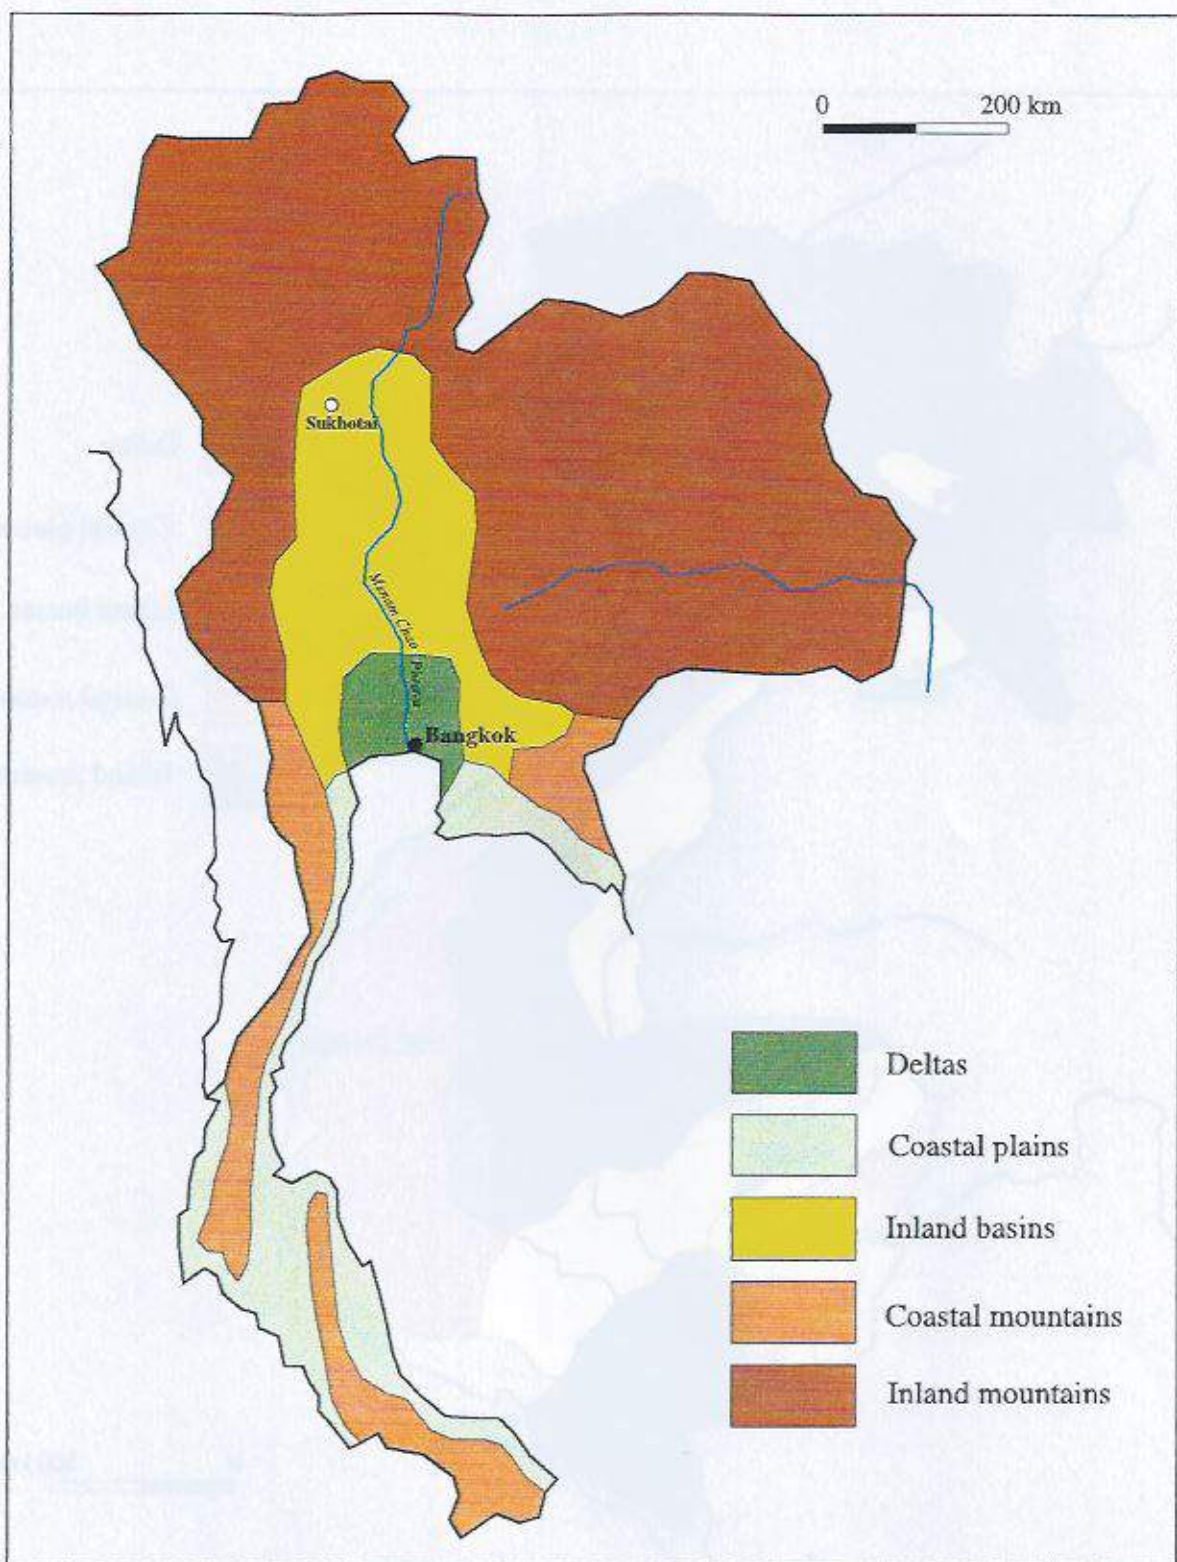 0 200 km
Sukhotai
Menam Chao Phraya
Bangkok
Deltas
Coastal plains
Inland basins
Coastal mountains
Inland mountains